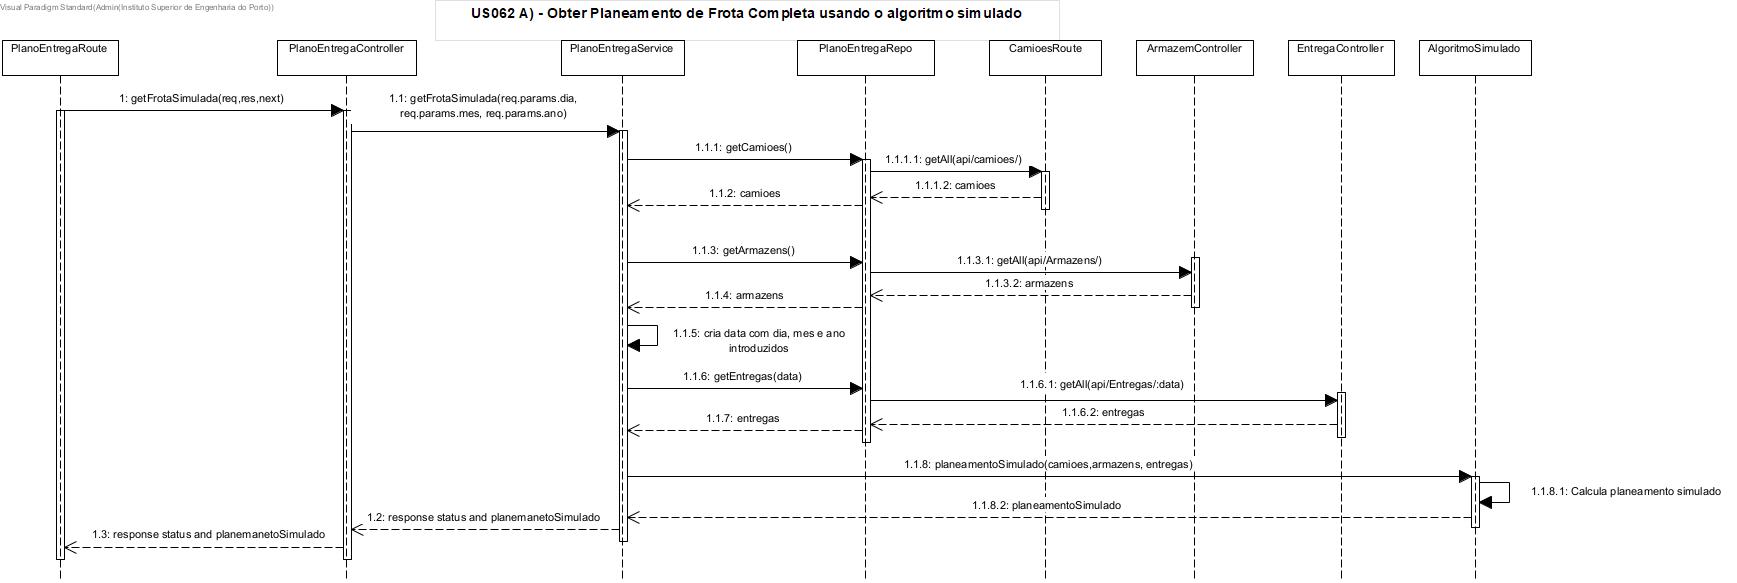 Visual Paradigm Standard(Admin(Instituto Superior de Engenharia do Porto))
US062 A) - Obter Planeamento de Frota Completa usando o algoritmo simulado
PlanoEntregaRoute
PlanoEntregaController
PlanoEntregaService
PlanoEntregaRepo
CamioesRoute
ArmazemController
EntregaController
AlgoritmoSimulado
1: getFrotaSimulada(req,res,next)
1.1: getFrotaSimulada(req.params.dia,
req.params.mes, req.params.ano)
1.1.1: getCamioes()
1.1.1.1: getAll(api/camioes/)
1.1.1.2: camioes
1.1.2: camioes
1.1.3: getArmazens()
1.1.3.1: getAll(api/Armazens/)
1.1.3.2: armazens
1.1.4: armazens
1.1.5: cria data com dia, mes e ano
introduzidos
1.1.6: getEntregas(data)
1.1.6.1: getAll(api/Entregas/:data)
1.1.6.2: entregas
1.1.7: entregas
1.1.8: planeamentoSimulado(camioes,armazens, entregas)
1.1.8.1: Calcula planeamento simulado
1.1.8.2: planeamentoSimulado
1.2: response status and planemanetoSimulado
1.3: response status and planemanetoSimulado